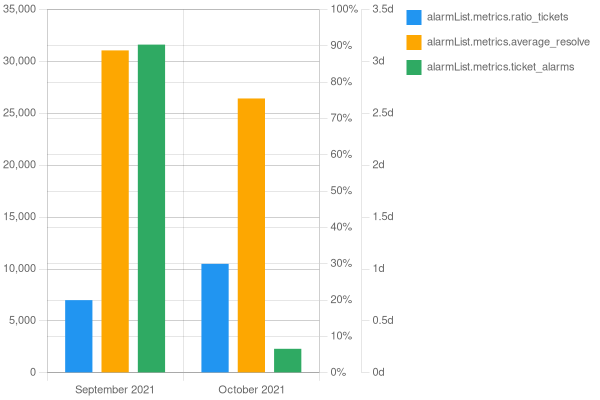 35,000
30,000
25,000
20,000
15,000
10,000
5,000
0
100%
90%
80%
70%
60%
50%
40%
30%
20%
10%
0%
3.5d
3d
2.5d
2d
1.5d
1d
0.5d
0d
September 2021
October 2021
alarmList.metrics.ratio_tickets
alarmList.metrics.average_resolve
alarmList.metrics.ticket_alarms